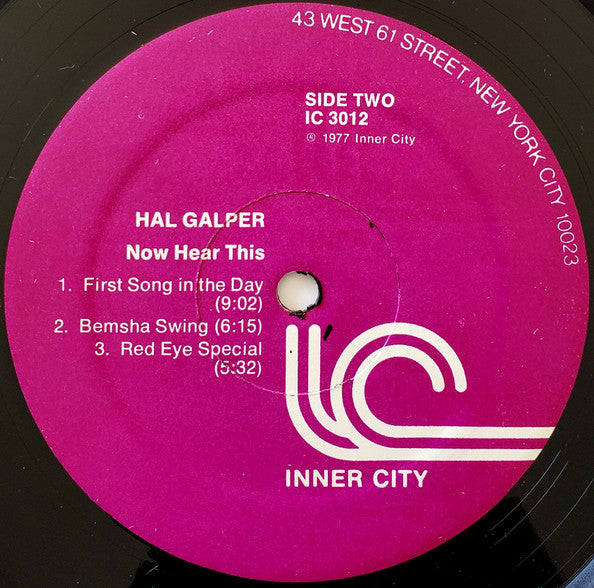 43 WEST 61 STREET, NEW YORK CITY 10023
SIDE TWO
IC 3012
℗ 1977 Inner City
HAL GALPER
Now Hear This
1. First Song in the Day
(9:02)
2. Bemsha Swing (6:15)
3. Red Eye Special
(5:32)
INNER CITY